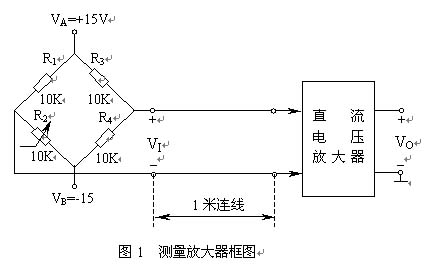 VA=+15V
R1
R3
10K
10K
R2
R4
10K
10K
VB=-15
+
VI
−
1 米连线
直 流
电 压
放 大 器
+
VO
−
图 1 测量放大器框图